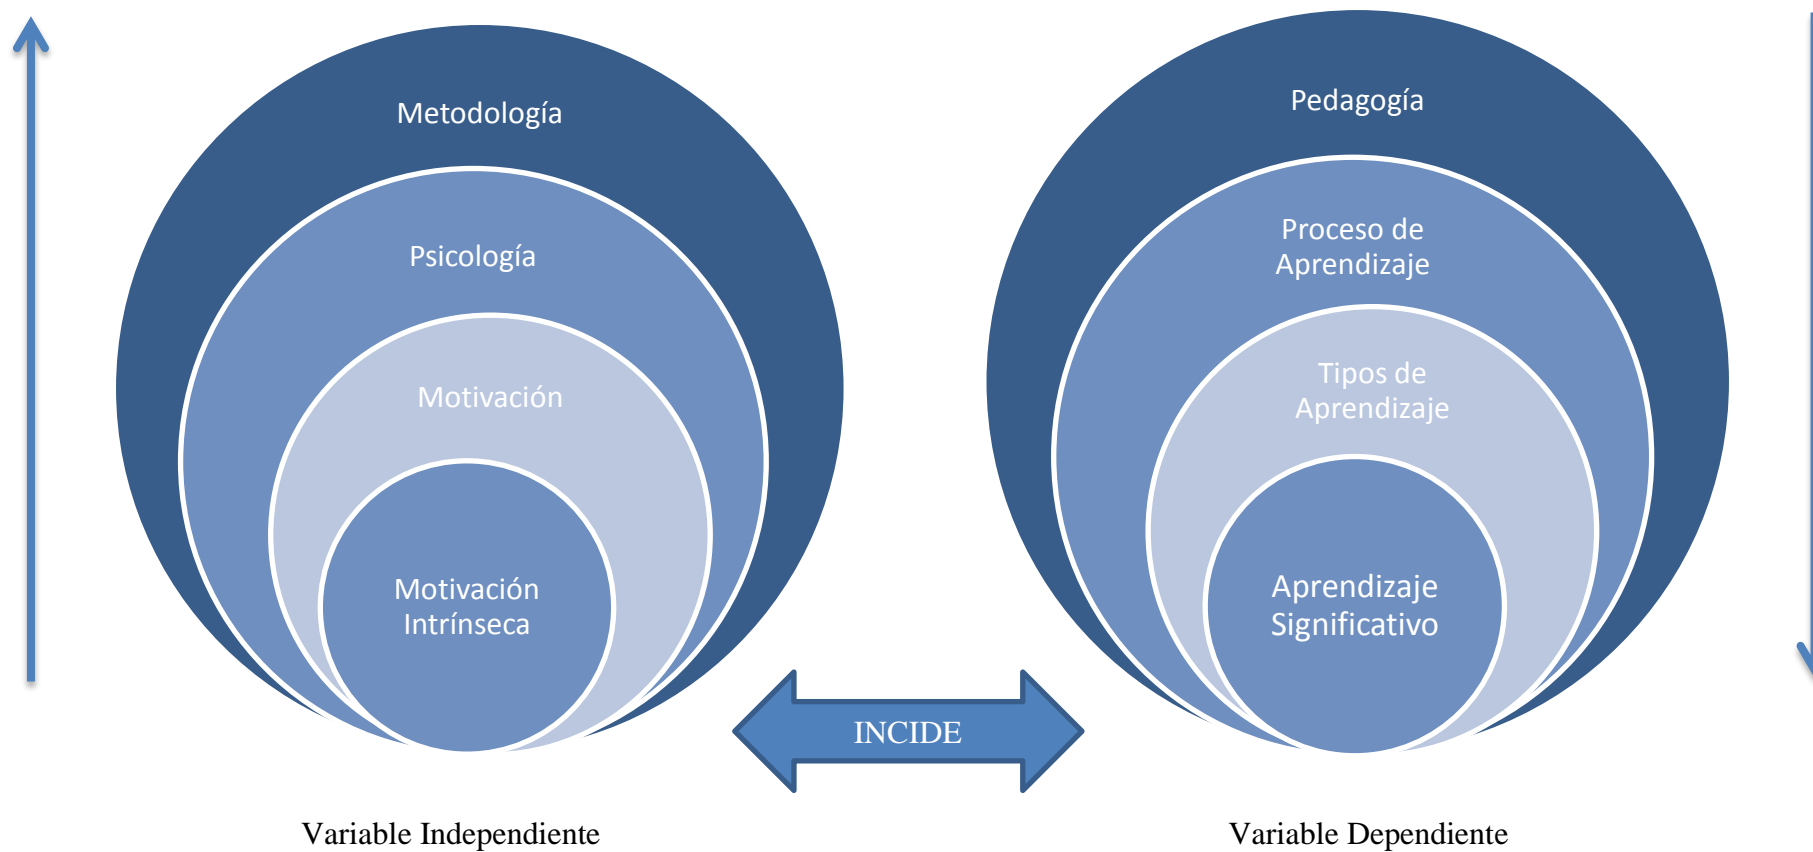 Metodología
Psicología
Motivación
Motivación
Intrínseca
Pedagogía
Proceso de
Aprendizaje
Tipos de
Aprendizaje
Aprendizaje
Significativo
INCIDE
Variable Independiente
Variable Dependiente